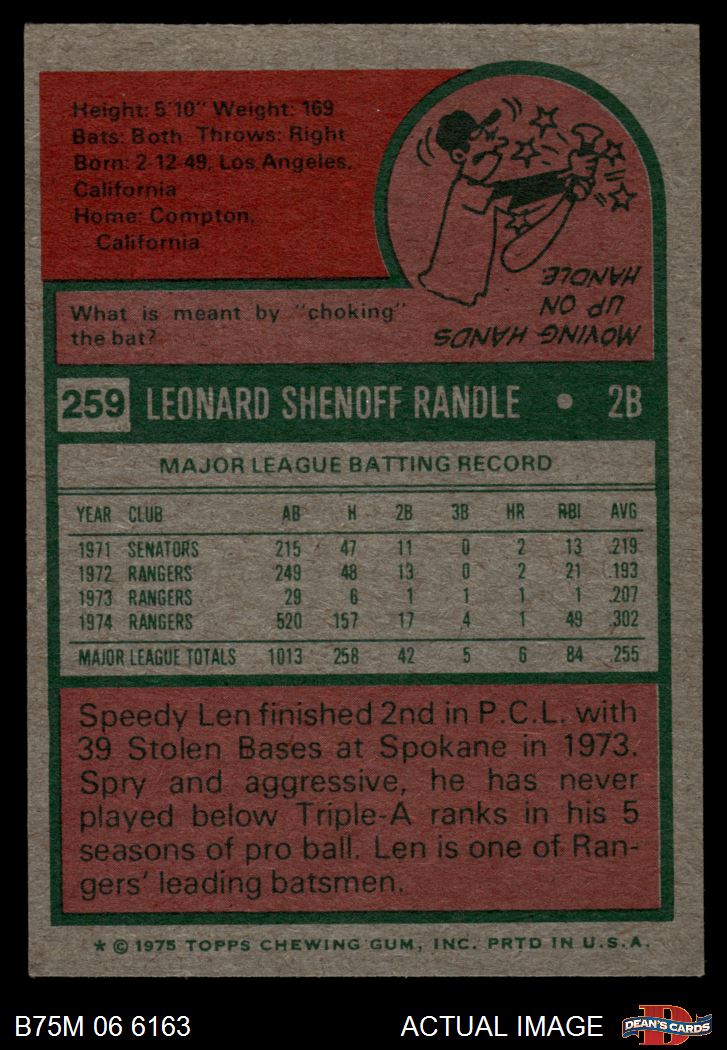 Height: 5'10" Weight: 169
Bats: Both Throws: Right
Born: 2-12-49, Los Angeles,
California
Home: Compton,
California
What is meant by "choking"
the bat?
MOVING HANDS
UP ON
HANDLE
259 LEONARD SHENOFF RANDLE • 2B
MAJOR LEAGUE BATTING RECORD
YEAR CLUB AB H 2B 3B HR RBI AVG
1971 SENATORS 215 47 11 0 2 13 .219
1972 RANGERS 249 48 13 0 2 21 .193
1973 RANGERS 29 6 1 1 1 1 .207
1974 RANGERS 520 157 17 4 1 49 .302
MAJOR LEAGUE TOTALS 1013 258 42 5 6 84 .255
Speedy Len finished 2nd in P.C.L. with
39 Stolen Bases at Spokane in 1973.
Spry and aggressive, he has never
played below Triple-A ranks in his 5
seasons of pro ball. Len is one of Ran-
gers' leading batsmen.
* © 1975 TOPPS CHEWING GUM, INC. PRTD IN U.S.A.
B75M 06 6163 ACTUAL IMAGE
D
DEAN'S CARDS